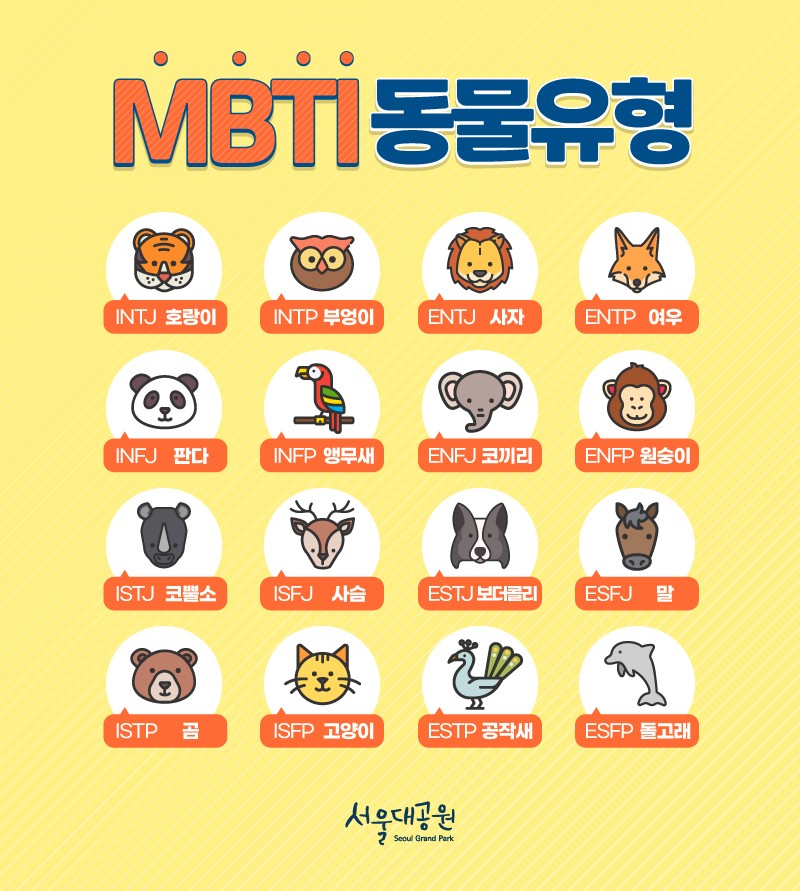 MBTI 동물유형
INTJ 호랑이
INTP 부엉이
ENTJ 사자
ENTP 여우
INFJ 판다
INFP 앵무새
ENFJ 코끼리
ENFP 원숭이
ISTJ 코뿔소
ISFJ 사슴
ESTJ 보더콜리
ESFJ 말
ISTP 곰
ISFP 고양이
ESTP 공작새
ESFP 돌고래
서울대공원
Seoul Grand Park